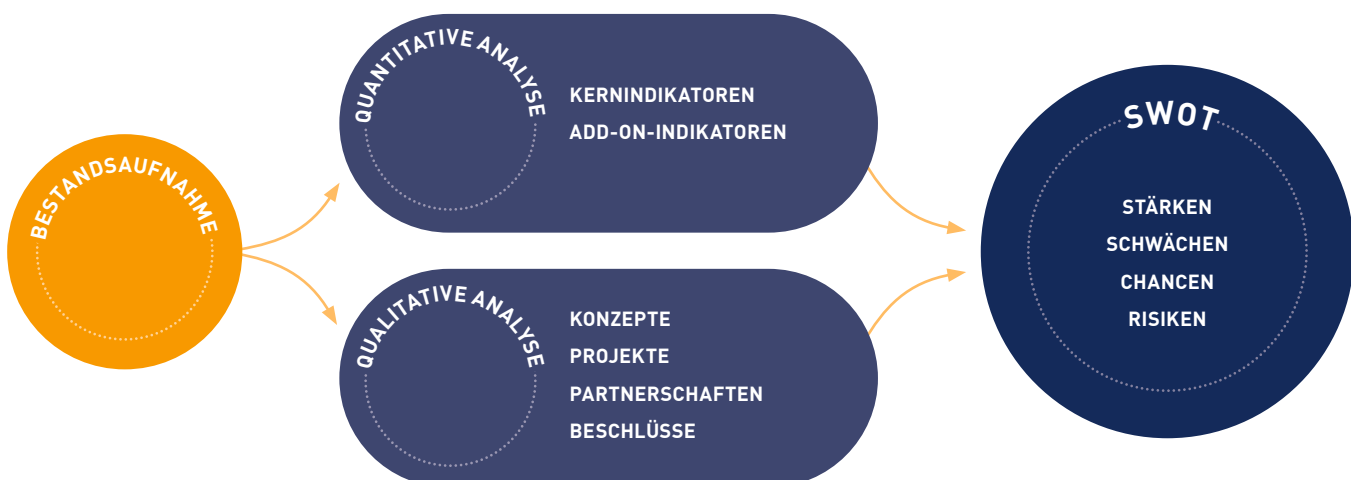 BESTANDSAUFNAHME
QUANTITATIVE ANALYSE
KERNINDIKATOREN
ADD-ON-INDIKATOREN
QUALITATIVE ANALYSE
KONZEPTE
PROJEKTE
PARTNERSCHAFTEN
BESCHLÜSSE
SWOT
STÄRKEN
SCHWÄCHEN
CHANCEN
RISIKEN